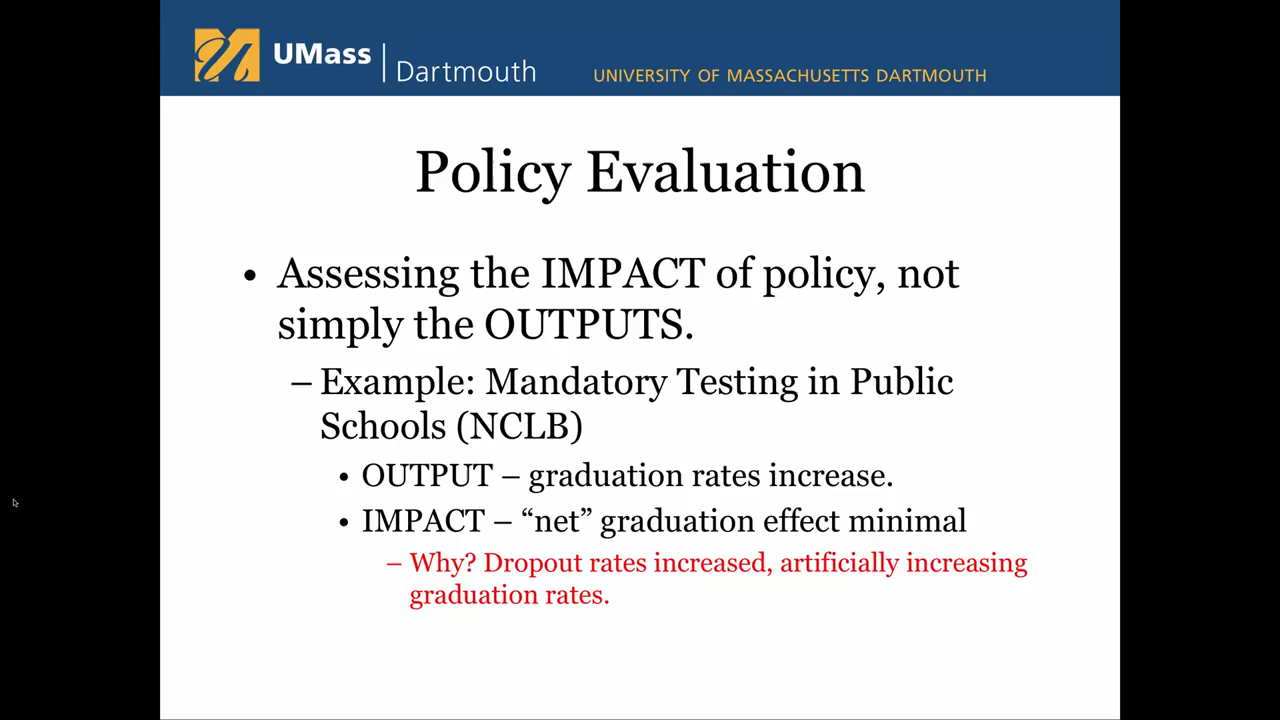 UMass | Dartmouth
UNIVERSITY OF MASSACHUSETTS DARTMOUTH
Policy Evaluation
• Assessing the IMPACT of policy, not
simply the OUTPUTS.
– Example: Mandatory Testing in Public
Schools (NCLB)
• OUTPUT – graduation rates increase.
• IMPACT – “net” graduation effect minimal
– Why? Dropout rates increased, artificially increasing
graduation rates.